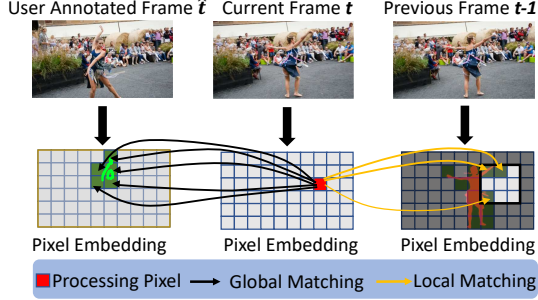 User Annotated Frame t̂
Current Frame t
Previous Frame t-1
Pixel Embedding
Pixel Embedding
Pixel Embedding
Processing Pixel
Global Matching
Local Matching